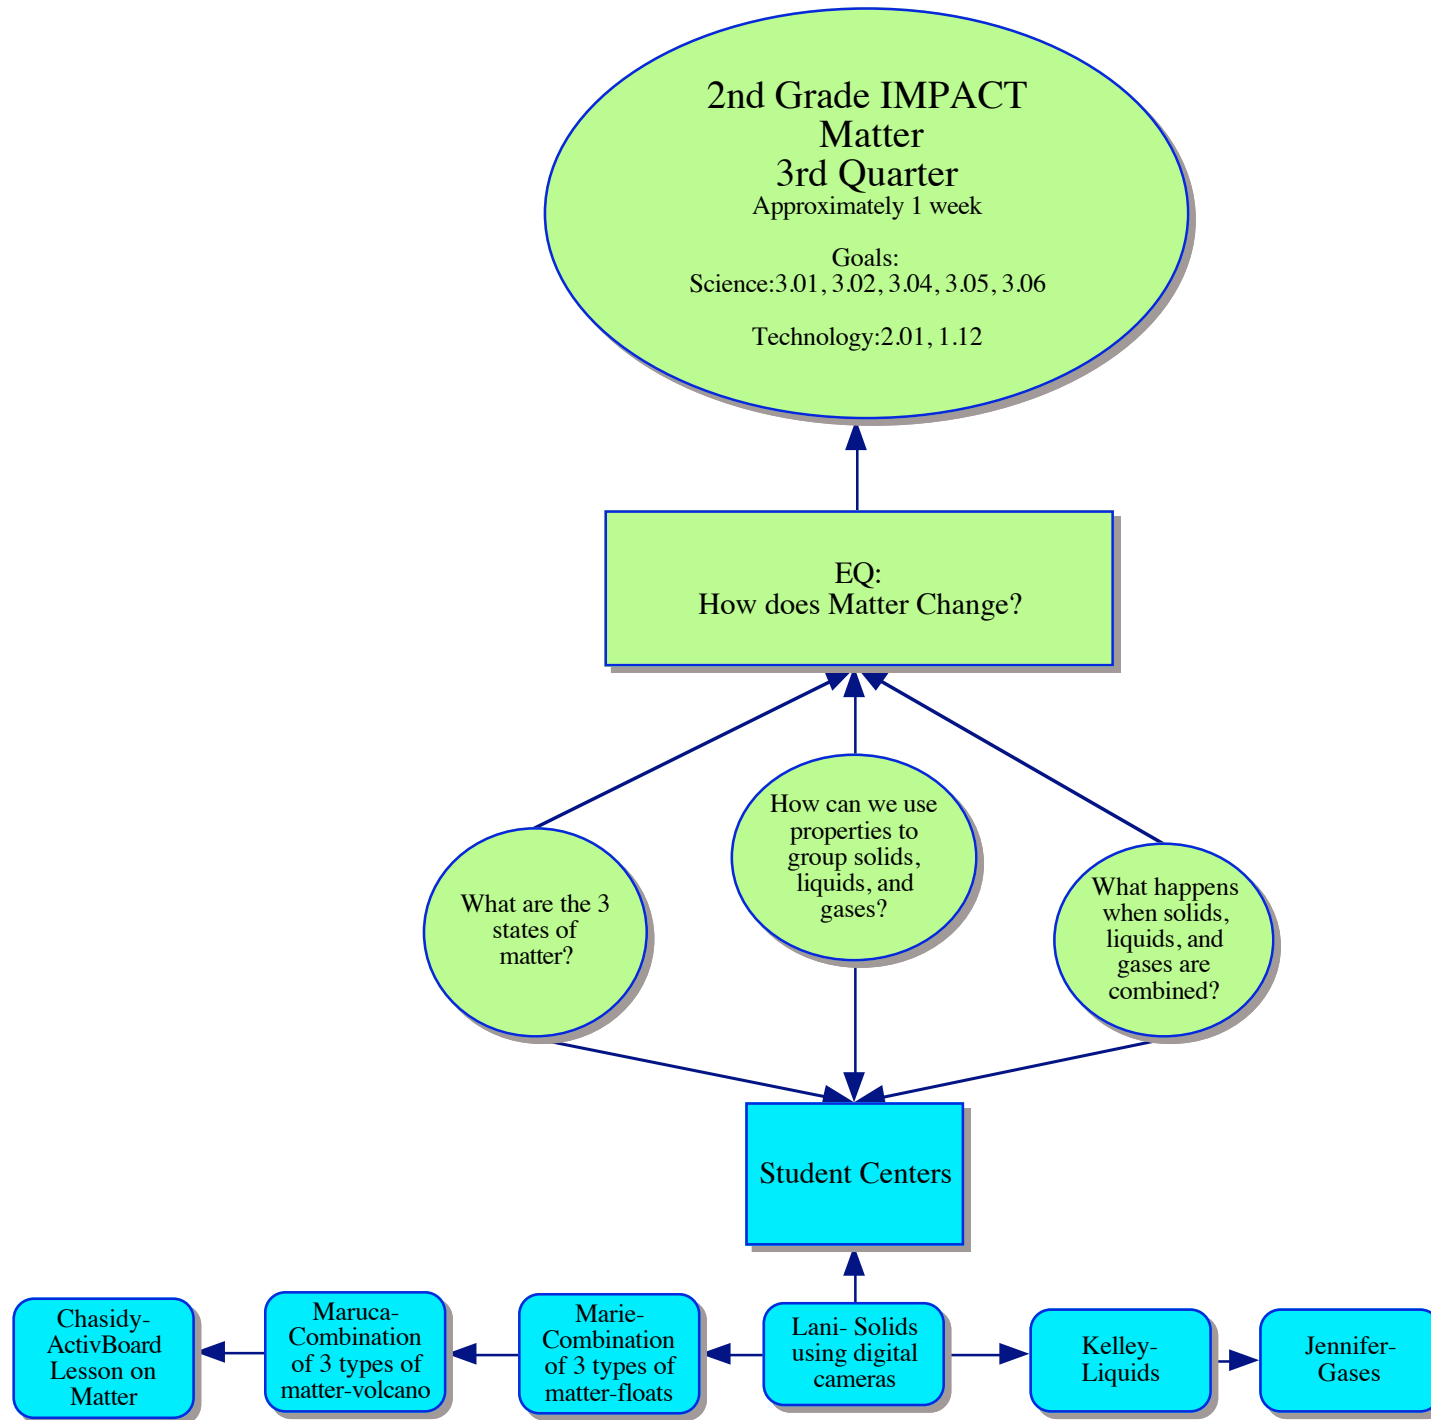 2nd Grade IMPACT
Matter
3rd Quarter
Approximately 1 week
Goals:
Science:3.01, 3.02, 3.04, 3.05, 3.06
Technology:2.01, 1.12
EQ:
How does Matter Change?
What are the 3
states of
matter?
How can we use
properties to
group solids,
liquids, and
gases?
What happens
when solids,
liquids, and
gases are
combined?
Student Centers
Chasidy-
ActivBoard
Lesson on
Matter
Maruca-
Combination
of 3 types of
matter-volcano
Marie-
Combination
of 3 types of
matter-floats
Lani- Solids
using digital
cameras
Kelley-
Liquids
Jennifer-
Gases